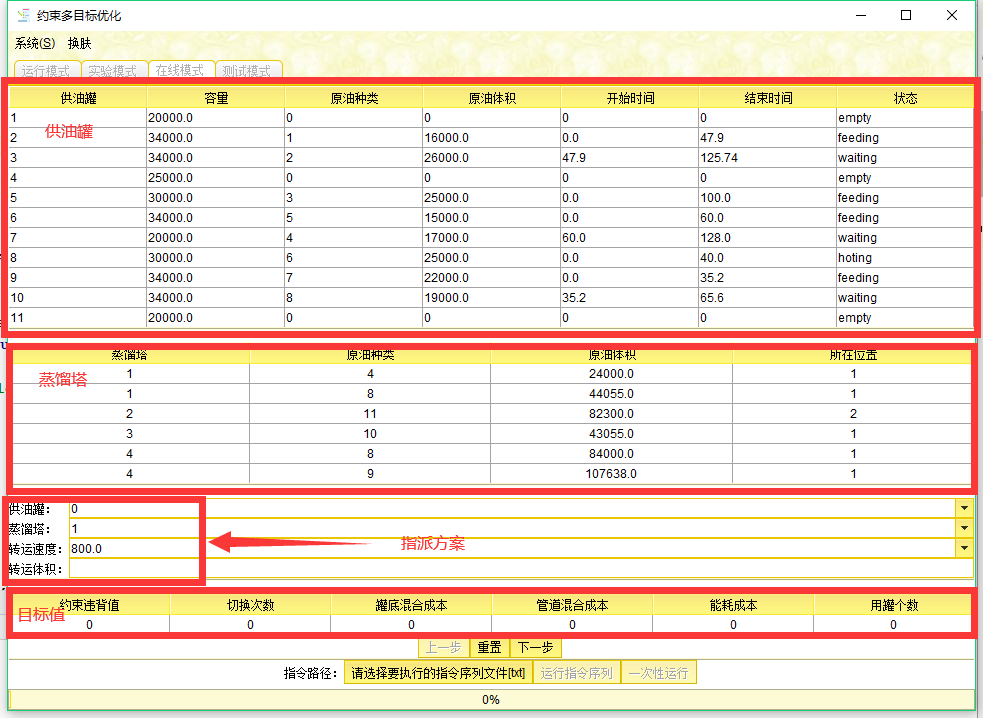 约束多目标优化
系统(S) 换肤
运行模式 实验模式 在线模式 测试模式
供油罐 容量 原油种类 原油体积 开始时间 结束时间 状态
1 20000.0 0 0 0 0 empty
供油罐
2 34000.0 1 16000.0 0.0 47.9 feeding
3 34000.0 2 26000.0 47.9 125.74 waiting
4 25000.0 0 0 0 0 empty
5 30000.0 3 25000.0 0.0 100.0 feeding
6 34000.0 5 15000.0 0.0 60.0 feeding
7 20000.0 4 17000.0 60.0 128.0 waiting
8 30000.0 6 25000.0 0.0 40.0 hoting
9 34000.0 7 22000.0 0.0 35.2 feeding
10 34000.0 8 19000.0 35.2 65.6 waiting
11 20000.0 0 0 0 0 empty
蒸馏塔 原油种类 原油体积 所在位置
1 4 24000.0 1
蒸馏塔
1 8 44055.0 1
2 11 82300.0 2
3 10 43055.0 1
4 8 84000.0 1
4 9 107638.0 1
供油罐： 0
蒸馏塔： 1
转运速度： 800.0
指派方案
转运体积：
约束违背值 切换次数 罐底混合成本 管道混合成本 能耗成本 用罐个数
目标值
0 0 0 0 0 0
上一步 重置 下一步
指令路径： 请选择要执行的指令序列文件[txt] 运行指令序列 一次性运行
0%